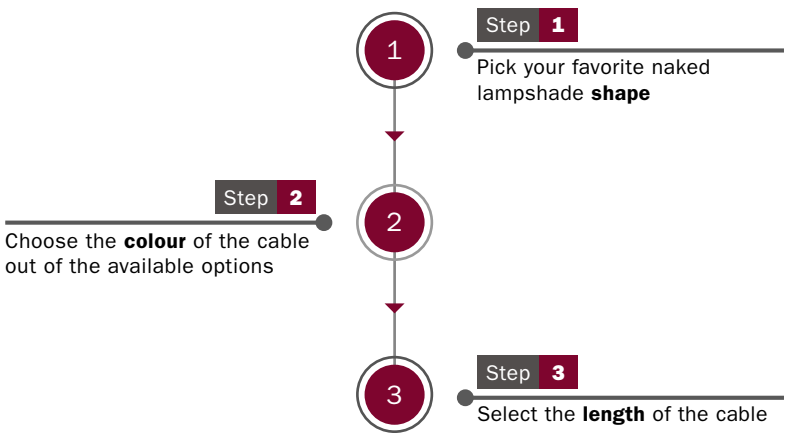 1
Step 1
Pick your favorite naked
lampshade shape
Step 2
2
Choose the colour of the cable
out of the available options
3
Step 3
Select the length of the cable